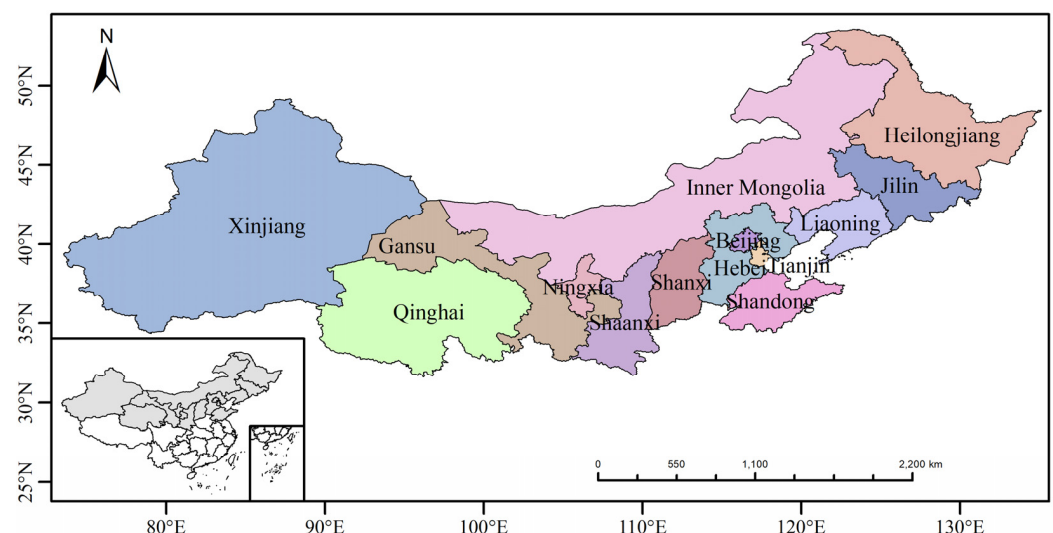 N
50°N
45°N
40°N
35°N
30°N
25°N
Heilongjiang
Jilin
Inner Mongolia
Liaoning
Xinjiang
Gansu
Beijing
Tianjin
Hebei
Shanxi
Ningxia
Shandong
Qinghai
Shaanxi
0 550 1,100 2,200 km
80°E 90°E 100°E 110°E 120°E 130°E